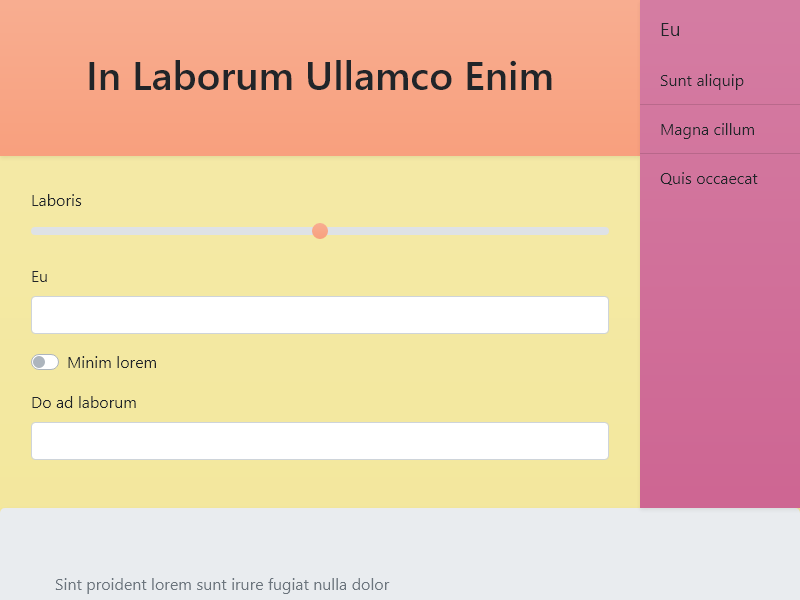 In Laborum Ullamco Enim
Eu
Sunt aliquip
Magna cillum
Quis occaecat
Laboris
Eu
Minim lorem
Do ad laborum
Sint proident lorem sunt irure fugiat nulla dolor